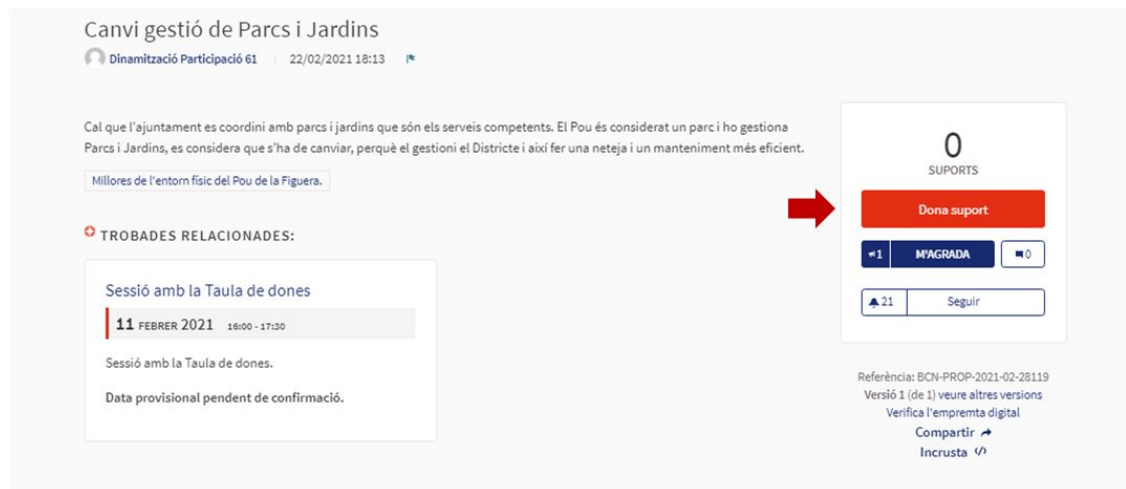 Canvi gestió de Parcs i Jardins
Dinamització Participació 61 22/02/2021 18:13
Cal que l'ajuntament es coordini amb parcs i jardins que són els serveis competents. El Pou és considerat un parc i ho gestiona
Parcs i Jardins, es considera que s'ha de canviar, perquè el gestioni el Districte i així fer una neteja i un manteniment més eficient.
Millores de l'entorn físic del Pou de la Figuera.
TROBADES RELACIONADES:
Sessió amb la Taula de dones
11 FEBRER 2021 16:00 - 17:30
Sessió amb la Taula de dones.
Data provisional pendent de confirmació.
0
SUPORTS
Dona suport
1 M'AGRADA 0
21 Seguir
Referència: BCN-PROP-2021-02-28119
Versió 1 (de 1) veure altres versions
Verifica l'empremta digital
Compartir
Incrusta